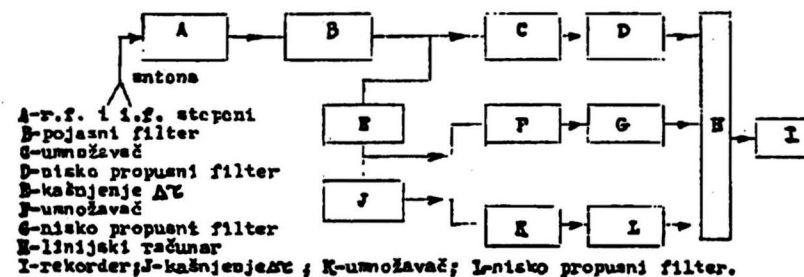 A B C D
antena
A-r.f. i i.f. stepeni
B-pojasni filter
C-umnožavač
D-nisko propusni filter
E-kašnjenje Δτ
F-umnožavač
G-nisko propusni filter
H-linijski računar
I-rekorder; J-kašnjenje Δτ ; K-umnožavač; L-nisko propusni filter.
E F G H I
J K L